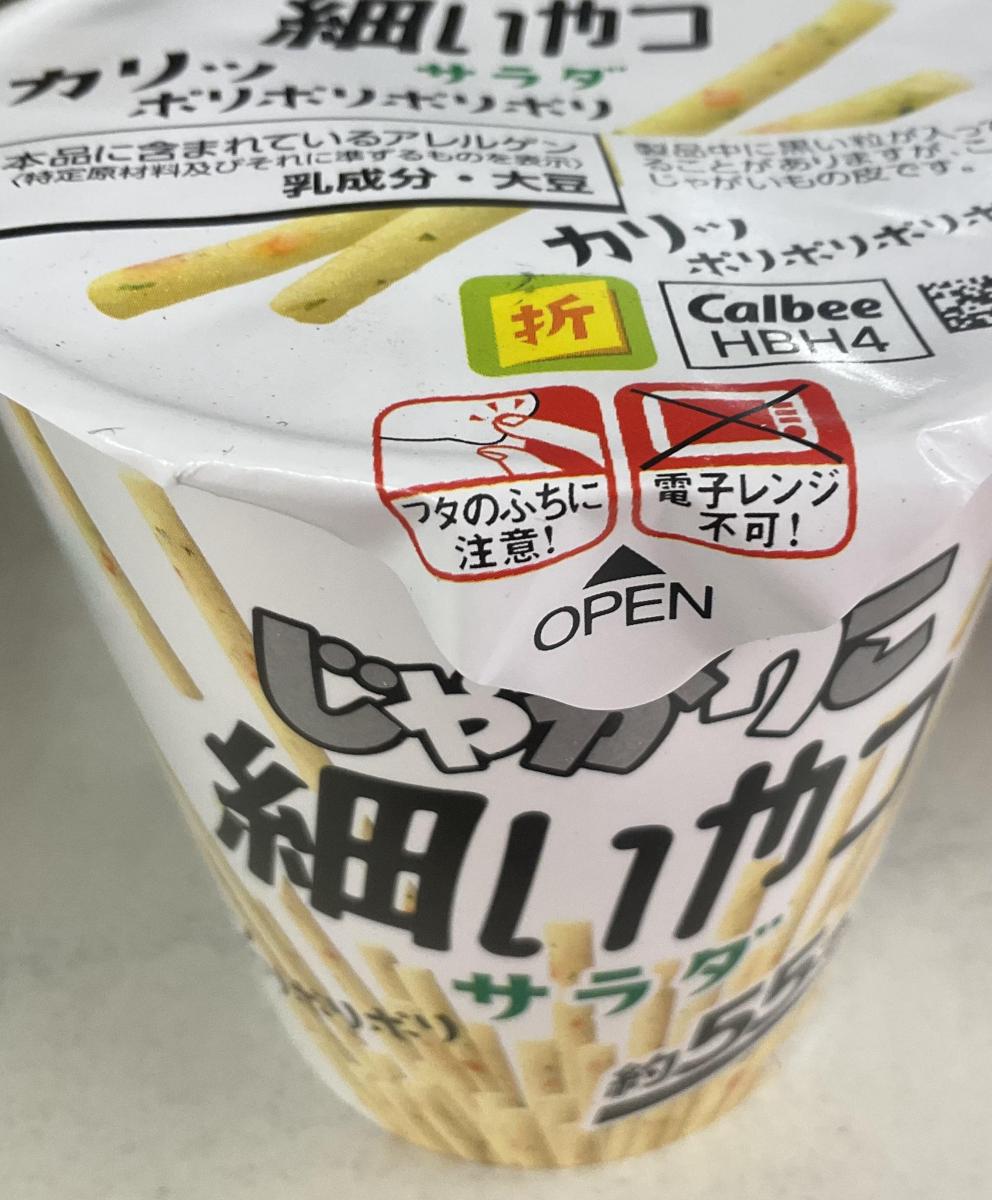 細いやつ
サラダ
カリッ
ポリポリポリポリ
本品に含まれているアレルゲン
(特定原材料及びそれに準ずるものを表示)
乳成分・大豆
製品中に黒い粒が入って
ることがありますが、こ
じゃがいもの皮です。
カリッ
ポリポリポリ
折
Calbee
HBH4
フタのふちに
注意!
電子レンジ
不可!
OPEN
じゃがりこ
細いやつ
サラダ
ポリポリ
約55